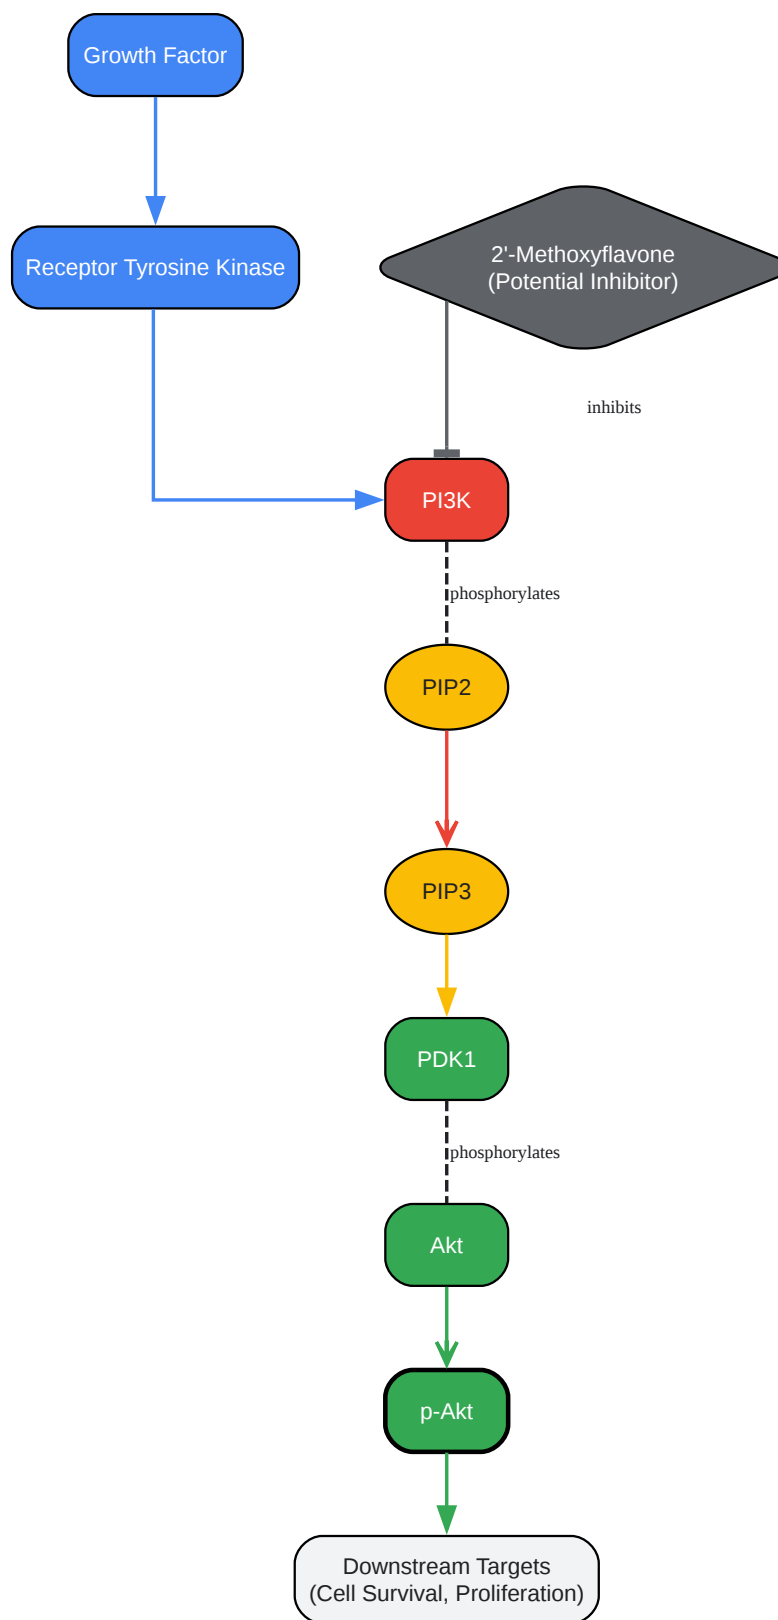 Growth Factor
Receptor Tyrosine Kinase
2'-Methoxyflavone
(Potential Inhibitor)
inhibits
PI3K
phosphorylates
PIP2
PIP3
PDK1
phosphorylates
Akt
p-Akt
Downstream Targets
(Cell Survival, Proliferation)